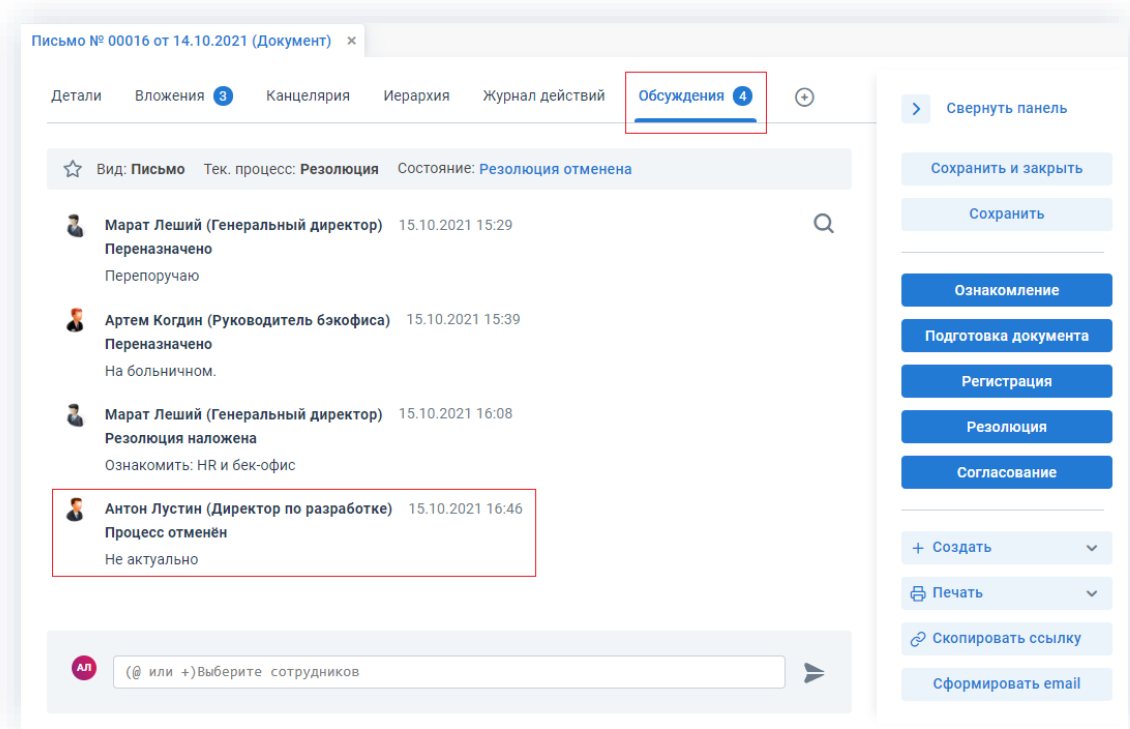 Письмо № 00016 от 14.10.2021 (Документ) ×
Детали Вложения 3 Канцелярия Иерархия Журнал действий Обсуждения 4
Вид: Письмо Тек. процесс: Резолюция Состояние: Резолюция отменена
Марат Леший (Генеральный директор) 15.10.2021 15:29
Переназначено
Перепоручаю
Артем Когдин (Руководитель бэкофиса) 15.10.2021 15:39
Переназначено
На больничном.
Марат Леший (Генеральный директор) 15.10.2021 16:08
Резолюция наложена
Ознакомить: HR и бек-офис
Антон Лустин (Директор по разработке) 15.10.2021 16:46
Процесс отменён
Не актуально
АЛ (@ или +)Выберите сотрудников
Свернуть панель
Сохранить и закрыть
Сохранить
Ознакомление
Подготовка документа
Регистрация
Резолюция
Согласование
+ Создать
Печать
Скопировать ссылку
Сформировать email